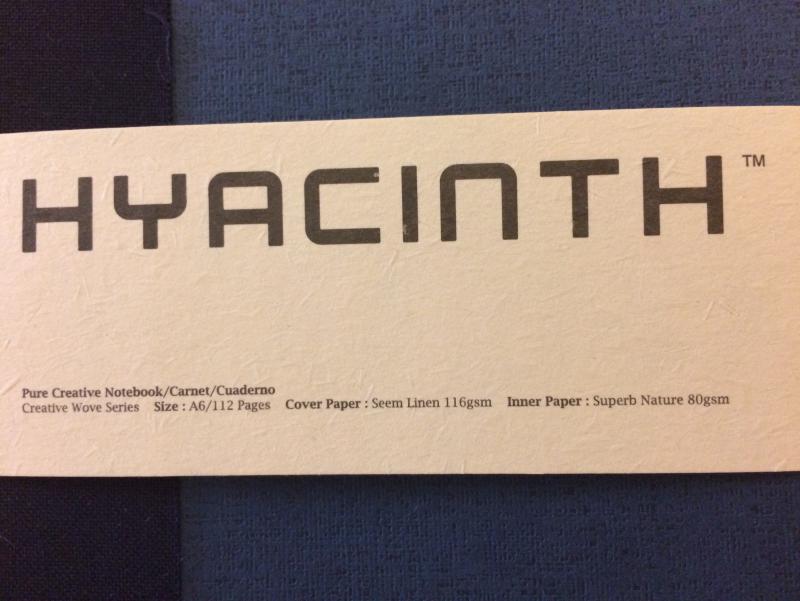 HYACINTH™
Pure Creative Notebook/Carnet/Cuaderno
Creative Wove Series Size : A6/112 Pages Cover Paper : Seem Linen 116gsm Inner Paper : Superb Nature 80gsm